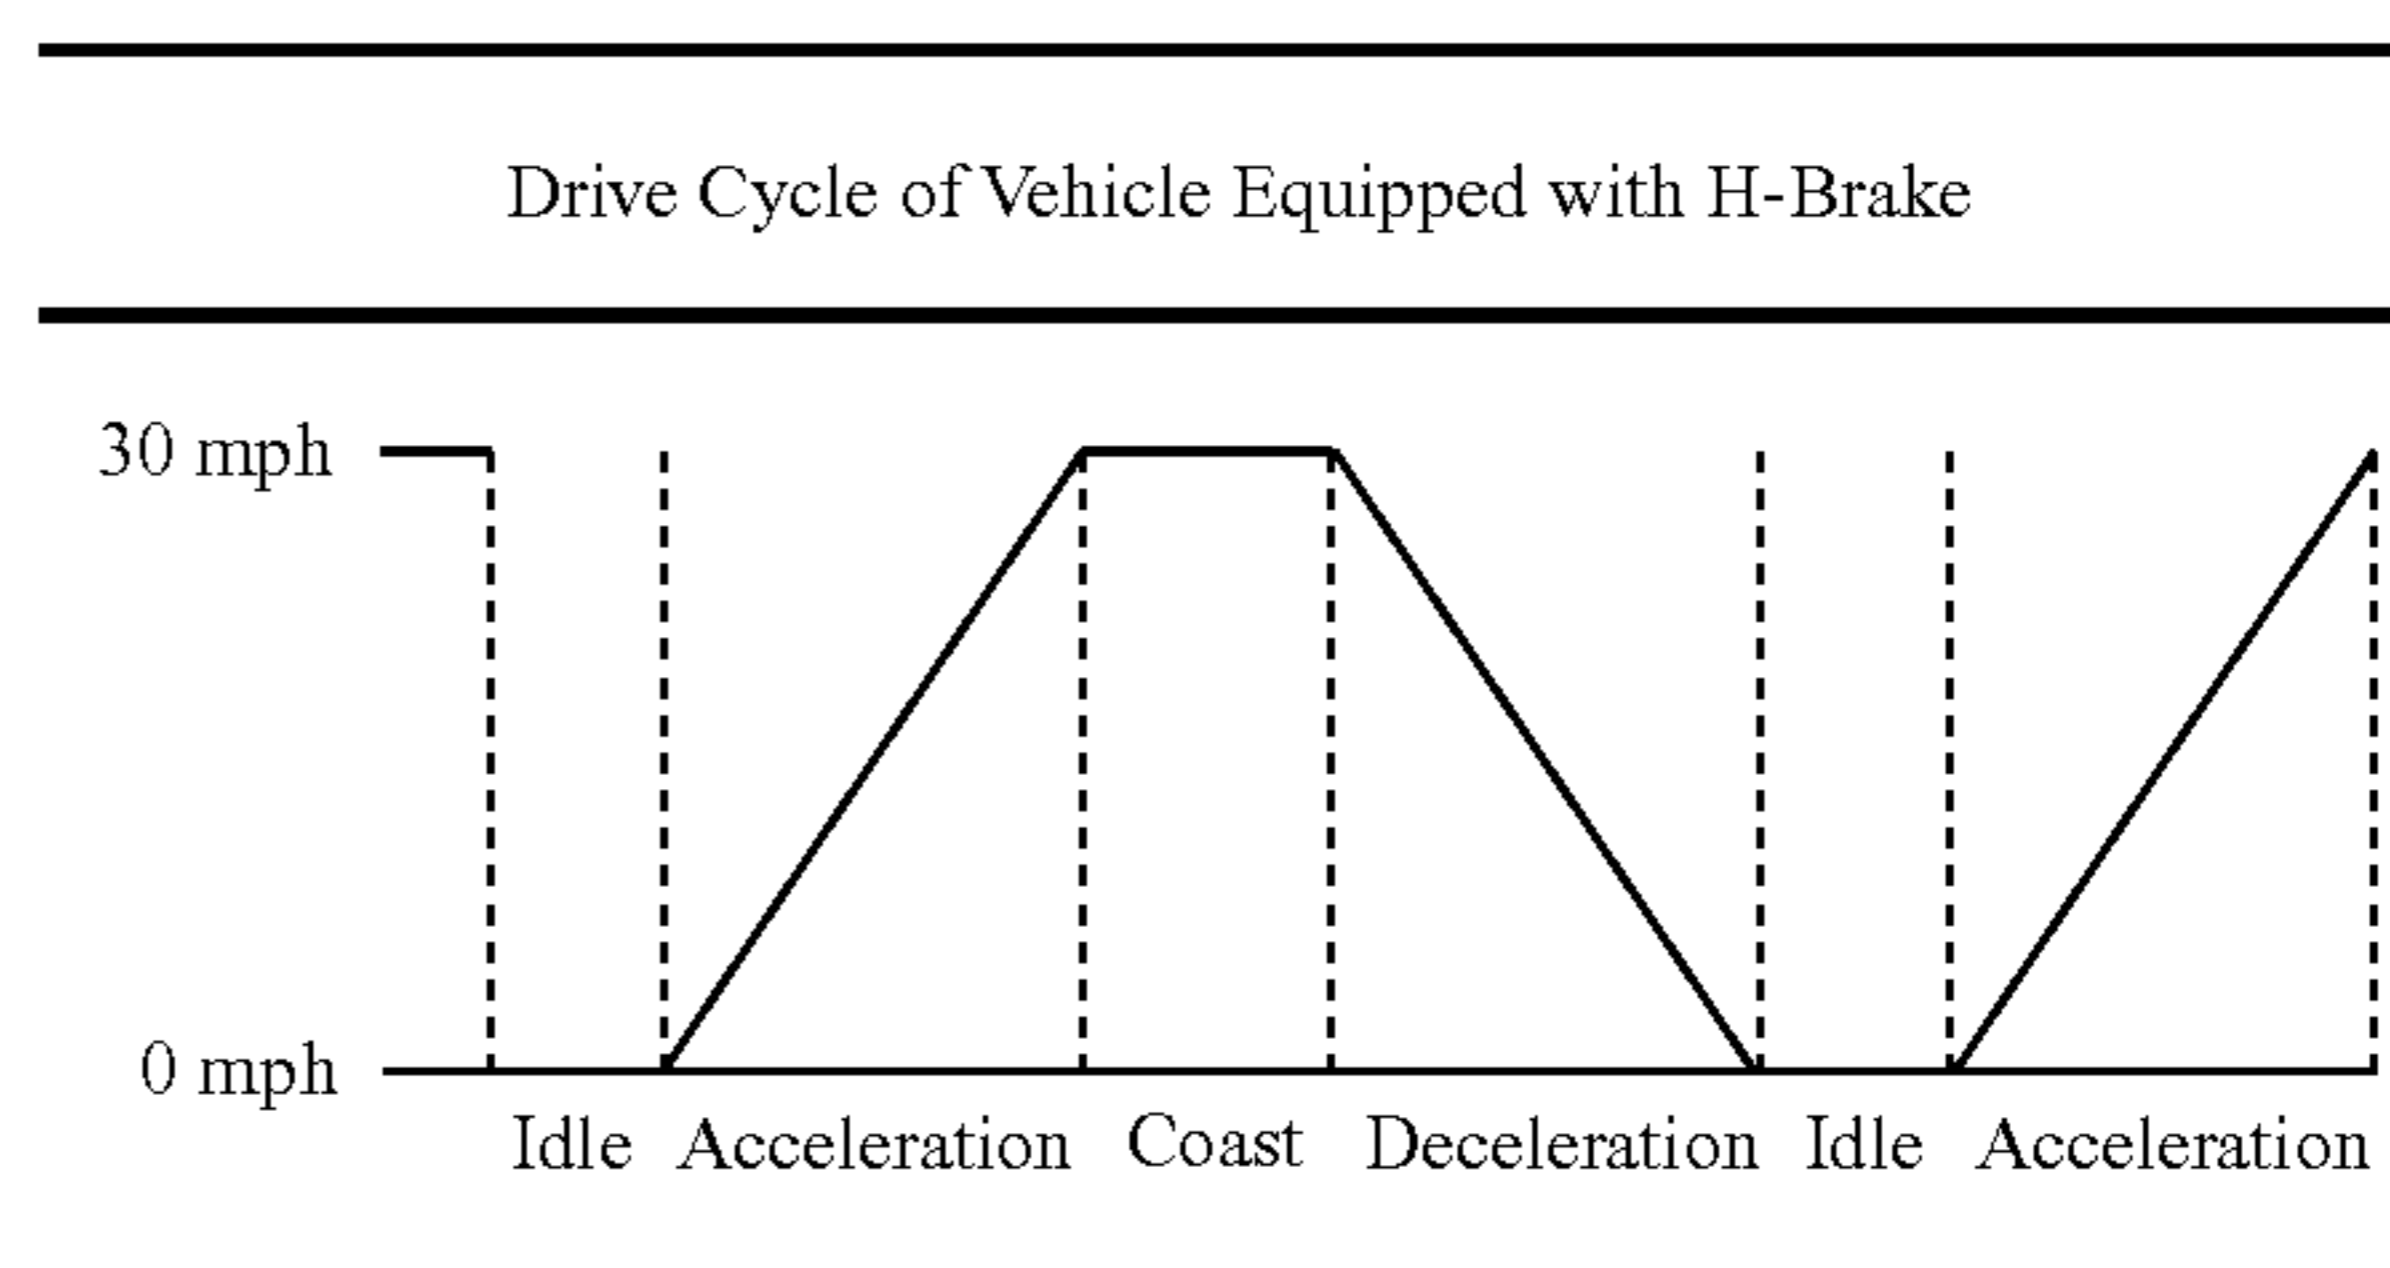 Drive Cycle of Vehicle Equipped with H-Brake
30 mph
0 mph
Idle Acceleration Coast Deceleration Idle Acceleration